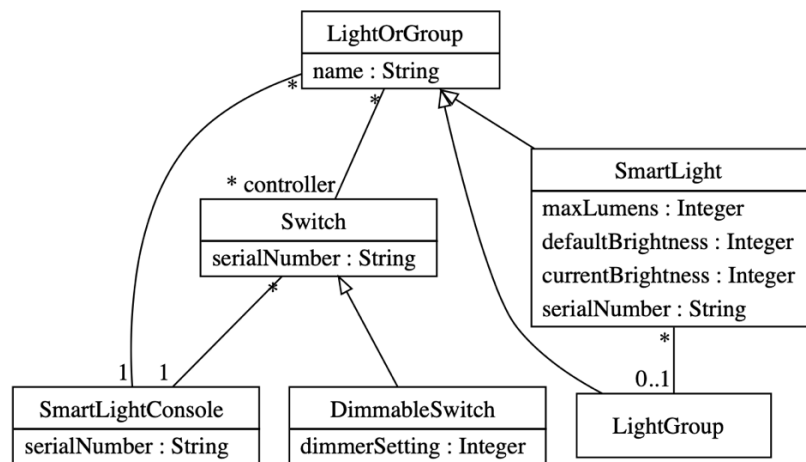 LightOrGroup
name : String
*
*
* controller
Switch
serialNumber : String
*
SmartLight
maxLumens : Integer
defaultBrightness : Integer
currentBrightness : Integer
serialNumber : String
*
0..1
1
1
SmartLightConsole
serialNumber : String
DimmableSwitch
dimmerSetting : Integer
LightGroup